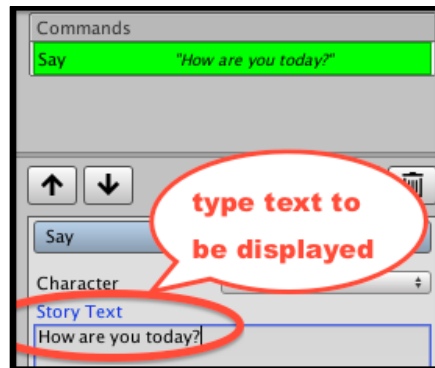 Commands
Say "How are you today?"
type text to
be displayed
Say
Character
Story Text
How are you today?